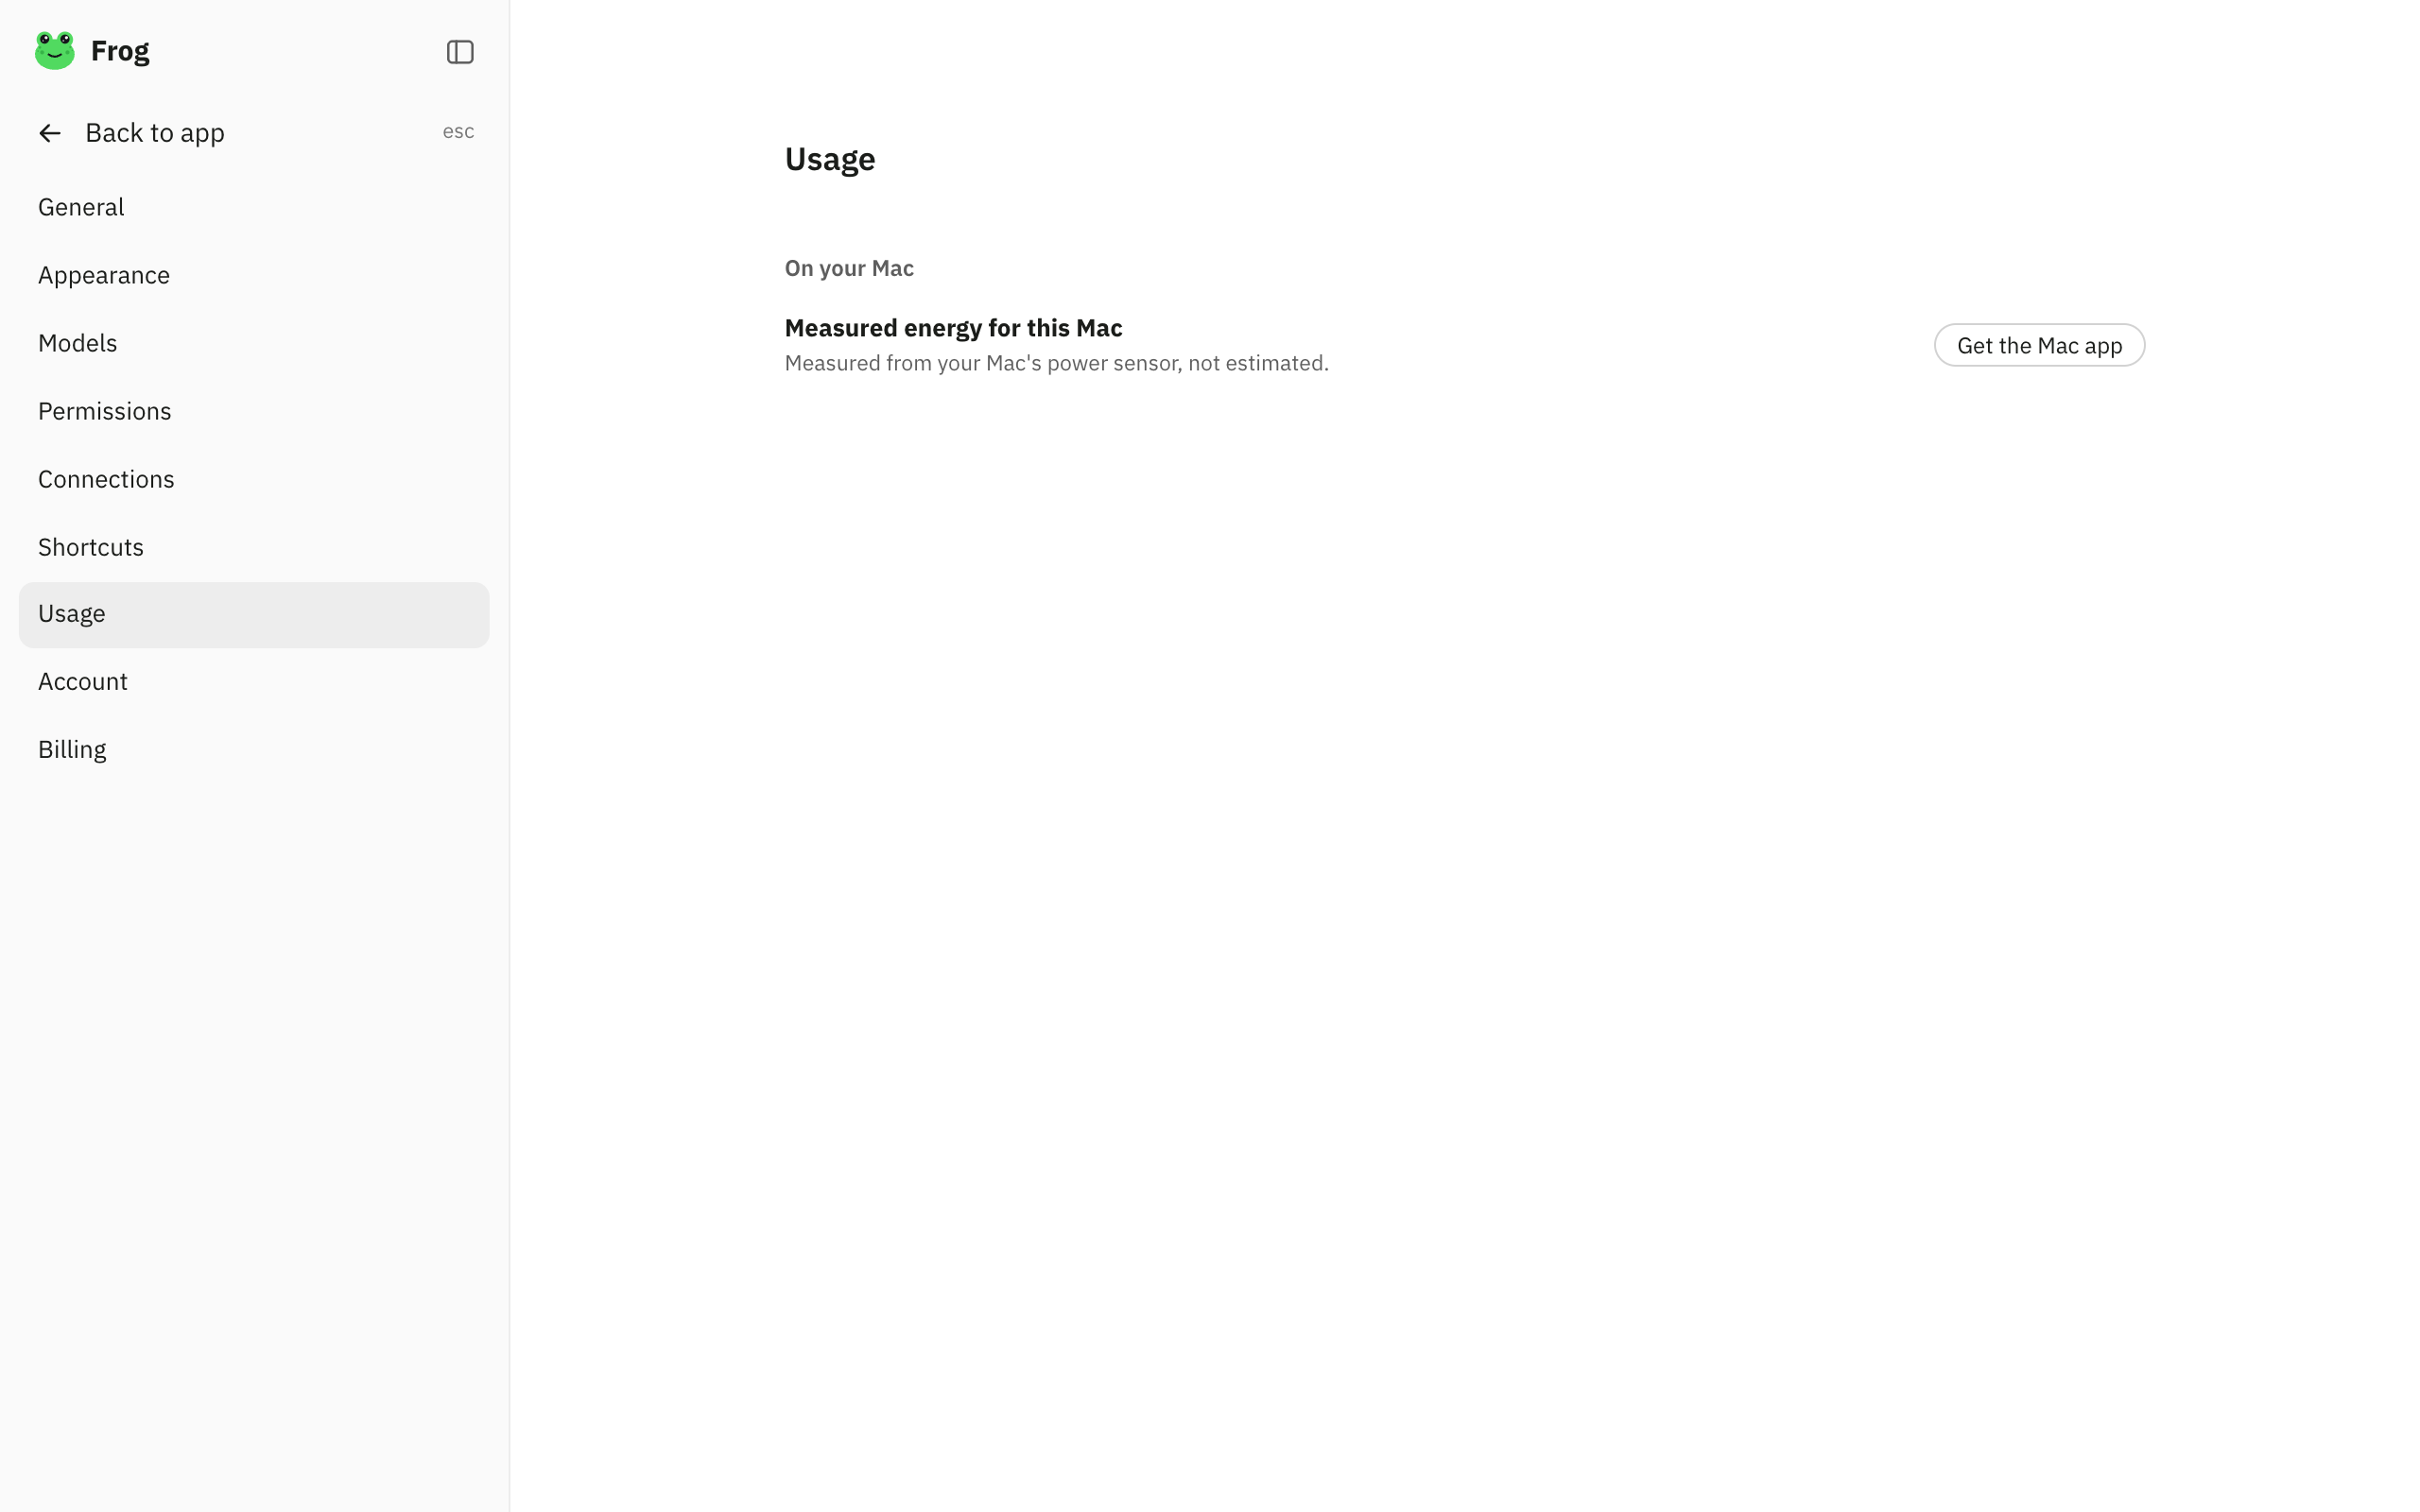 Frog
Back to app
esc
General
Appearance
Models
Permissions
Connections
Shortcuts
Usage
Account
Billing
Usage
On your Mac
Measured energy for this Mac
Measured from your Mac's power sensor, not estimated.
Get the Mac app